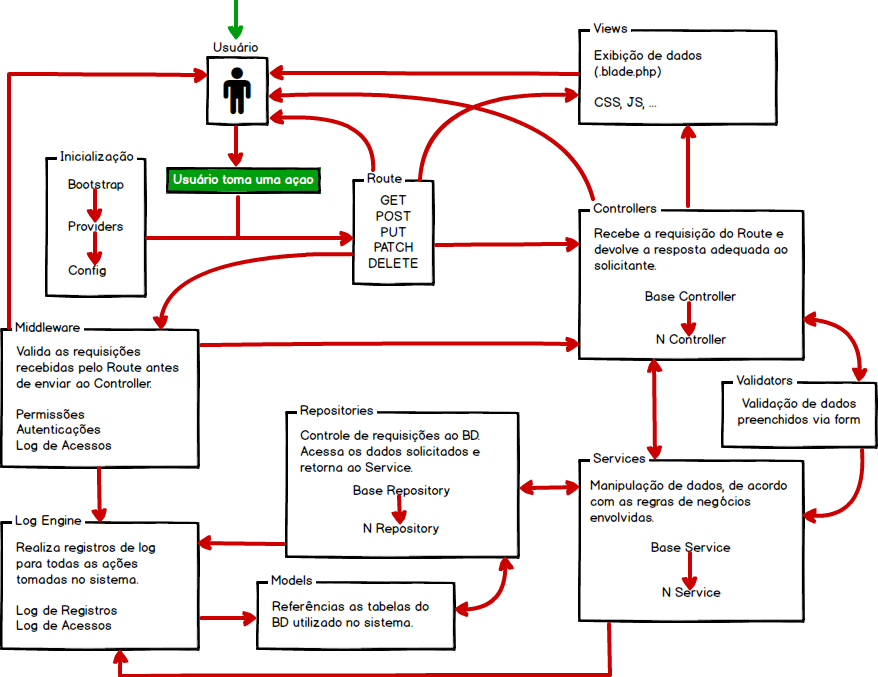 Usuário
Usuário toma uma açao
Views
Exibição de dados
(.blade.php)
CSS, JS, ...
Inicialização
Bootstrap
Providers
Config
Route
GET
POST
PUT
PATCH
DELETE
Controllers
Recebe a requisição do Route e
devolve a resposta adequada ao
solicitante.
Base Controller
N Controller
Middleware
Valida as requisições
recebidas pelo Route antes
de enviar ao Controller.
Permissões
Autenticações
Log de Acessos
Validators
Validação de dados
preenchidos via form
Repositories
Controle de requisições ao BD.
Acessa os dados solicitados e
retorna ao Service.
Base Repository
N Repository
Services
Manipulação de dados, de acordo
com as regras de negócios
envolvidas.
Base Service
N Service
Log Engine
Realiza registros de log
para todas as ações
tomadas no sistema.
Log de Registros
Log de Acessos
Models
Referências as tabelas do
BD utilizado no sistema.